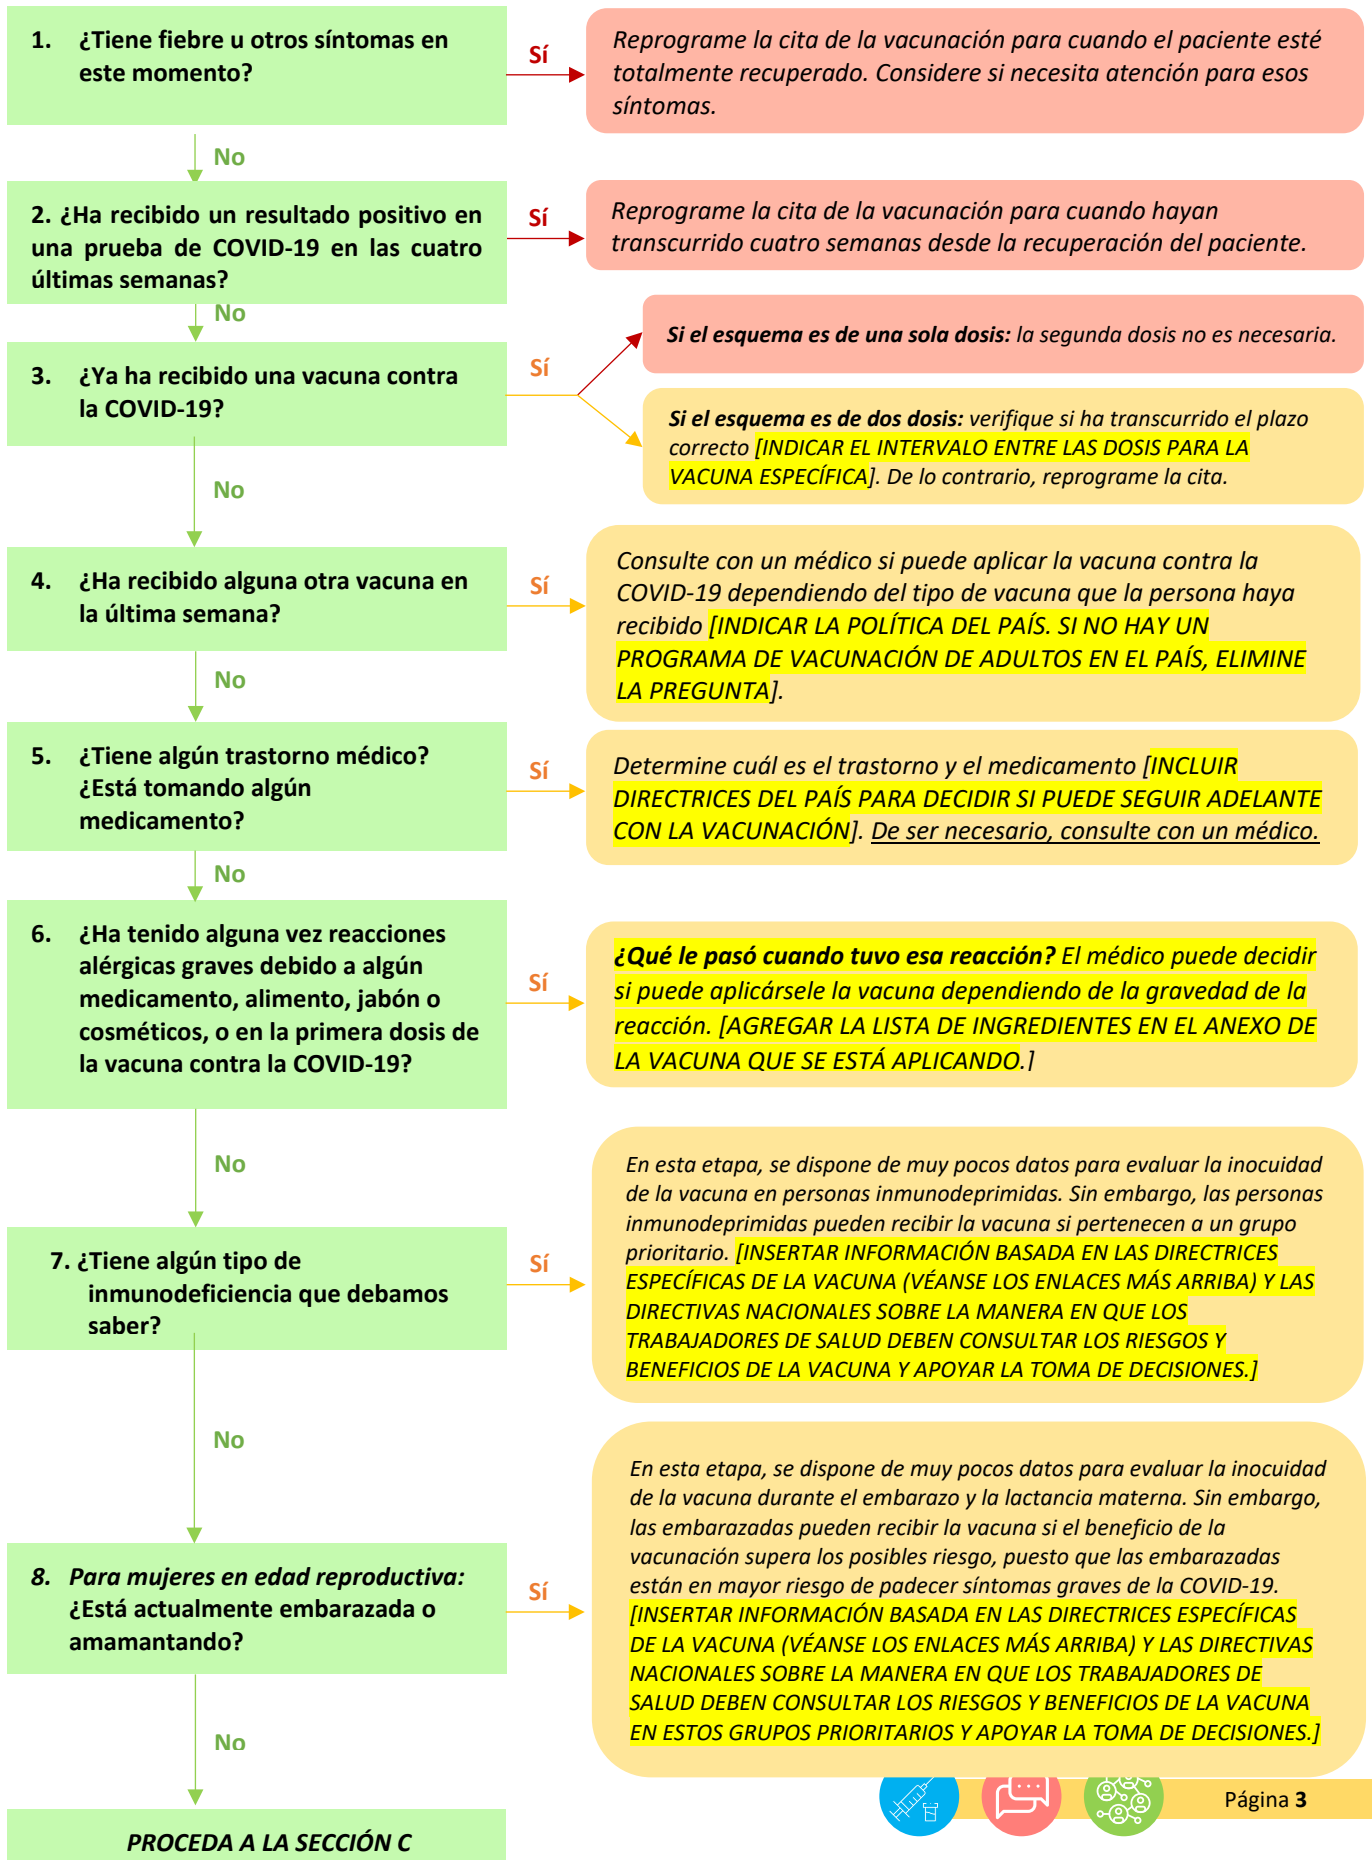 1. ¿Tiene fiebre u otros síntomas en
este momento?
Sí
Reprograme la cita de la vacunación para cuando el paciente esté
totalmente recuperado. Considere si necesita atención para esos
síntomas.
No
2. ¿Ha recibido un resultado positivo en
una prueba de COVID-19 en las cuatro
últimas semanas?
Sí
Reprograme la cita de la vacunación para cuando hayan
transcurrido cuatro semanas desde la recuperación del paciente.
No
3. ¿Ya ha recibido una vacuna contra
la COVID-19?
Sí
Si el esquema es de una sola dosis: la segunda dosis no es necesaria.
Si el esquema es de dos dosis: verifique si ha transcurrido el plazo
correcto [INDICAR EL INTERVALO ENTRE LAS DOSIS PARA LA
VACUNA ESPECÍFICA]. De lo contrario, reprograme la cita.
No
4. ¿Ha recibido alguna otra vacuna en
la última semana?
Sí
Consulte con un médico si puede aplicar la vacuna contra la
COVID-19 dependiendo del tipo de vacuna que la persona haya
recibido [INDICAR LA POLÍTICA DEL PAÍS. SI NO HAY UN
PROGRAMA DE VACUNACIÓN DE ADULTOS EN EL PAÍS, ELIMINE
LA PREGUNTA].
No
5. ¿Tiene algún trastorno médico?
¿Está tomando algún
medicamento?
Sí
Determine cuál es el trastorno y el medicamento [INCLUIR
DIRECTRICES DEL PAÍS PARA DECIDIR SI PUEDE SEGUIR ADELANTE
CON LA VACUNACIÓN]. De ser necesario, consulte con un médico.
No
6. ¿Ha tenido alguna vez reacciones
alérgicas graves debido a algún
medicamento, alimento, jabón o
cosméticos, o en la primera dosis de
la vacuna contra la COVID-19?
Sí
¿Qué le pasó cuando tuvo esa reacción? El médico puede decidir
si puede aplicársele la vacuna dependiendo de la gravedad de la
reacción. [AGREGAR LA LISTA DE INGREDIENTES EN EL ANEXO DE
LA VACUNA QUE SE ESTÁ APLICANDO.]
No
7. ¿Tiene algún tipo de
inmunodeficiencia que debamos
saber?
Sí
En esta etapa, se dispone de muy pocos datos para evaluar la inocuidad
de la vacuna en personas inmunodeprimidas. Sin embargo, las personas
inmunodeprimidas pueden recibir la vacuna si pertenecen a un grupo
prioritario. [INSERTAR INFORMACIÓN BASADA EN LAS DIRECTRICES
ESPECÍFICAS DE LA VACUNA (VÉANSE LOS ENLACES MÁS ARRIBA) Y LAS
DIRECTIVAS NACIONALES SOBRE LA MANERA EN QUE LOS
TRABAJADORES DE SALUD DEBEN CONSULTAR LOS RIESGOS Y
BENEFICIOS DE LA VACUNA Y APOYAR LA TOMA DE DECISIONES.]
No
8. Para mujeres en edad reproductiva:
¿Está actualmente embarazada o
amamantando?
Sí
En esta etapa, se dispone de muy pocos datos para evaluar la inocuidad
de la vacuna durante el embarazo y la lactancia materna. Sin embargo,
las embarazadas pueden recibir la vacuna si el beneficio de la
vacunación supera los posibles riesgo, puesto que las embarazadas
están en mayor riesgo de padecer síntomas graves de la COVID-19.
[INSERTAR INFORMACIÓN BASADA EN LAS DIRECTRICES ESPECÍFICAS
DE LA VACUNA (VÉANSE LOS ENLACES MÁS ARRIBA) Y LAS DIRECTIVAS
NACIONALES SOBRE LA MANERA EN QUE LOS TRABAJADORES DE
SALUD DEBEN CONSULTAR LOS RIESGOS Y BENEFICIOS DE LA VACUNA
EN ESTOS GRUPOS PRIORITARIOS Y APOYAR LA TOMA DE DECISIONES.]
No
PROCEDA A LA SECCIÓN C
Página 3